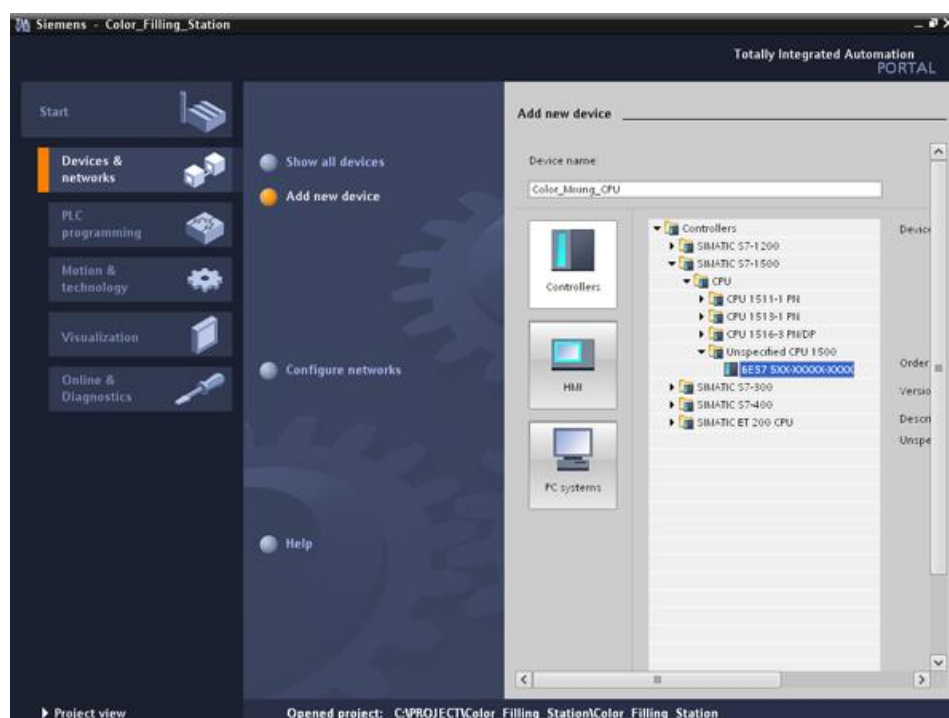 Siemens - Color_Filling_Station
Totally Integrated Automation
PORTAL
Start
Devices &
networks
PLC
programming
Motion &
technology
Visualization
Online &
Diagnostics
Show all devices
Add new device
Configure networks
Help
Add new device
Device name
Color_Mixing_CPU
Controllers
HMI
PC systems
Controllers
SIMATIC S7-1200
SIMATIC S7-1500
CPU
CPU 1511-1 PN
CPU 1513-1 PN
CPU 1516-3 PN/DP
Unspecified CPU 1500
6ES7 5XX-XXXXX-XXXX
SIMATIC S7-300
SIMATIC S7-400
SIMATIC ET 200 CPU
Device
Order
Versio
Descri
Unspe
Project view
Opened project: C:\PROJECT\Color_Filling_Station\Color_Filling_Station